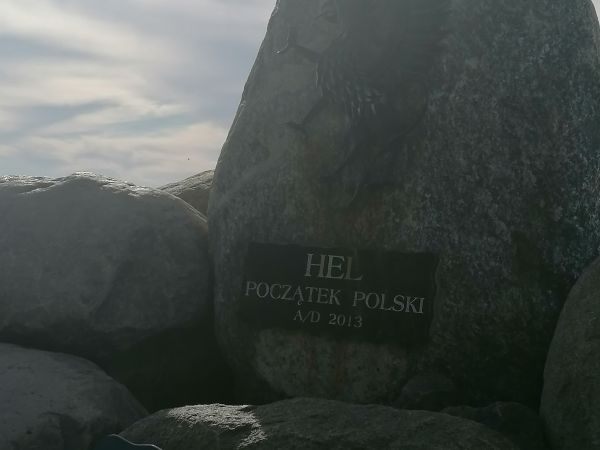 HEL
POCZĄTEK POLSKI
A/D 2013